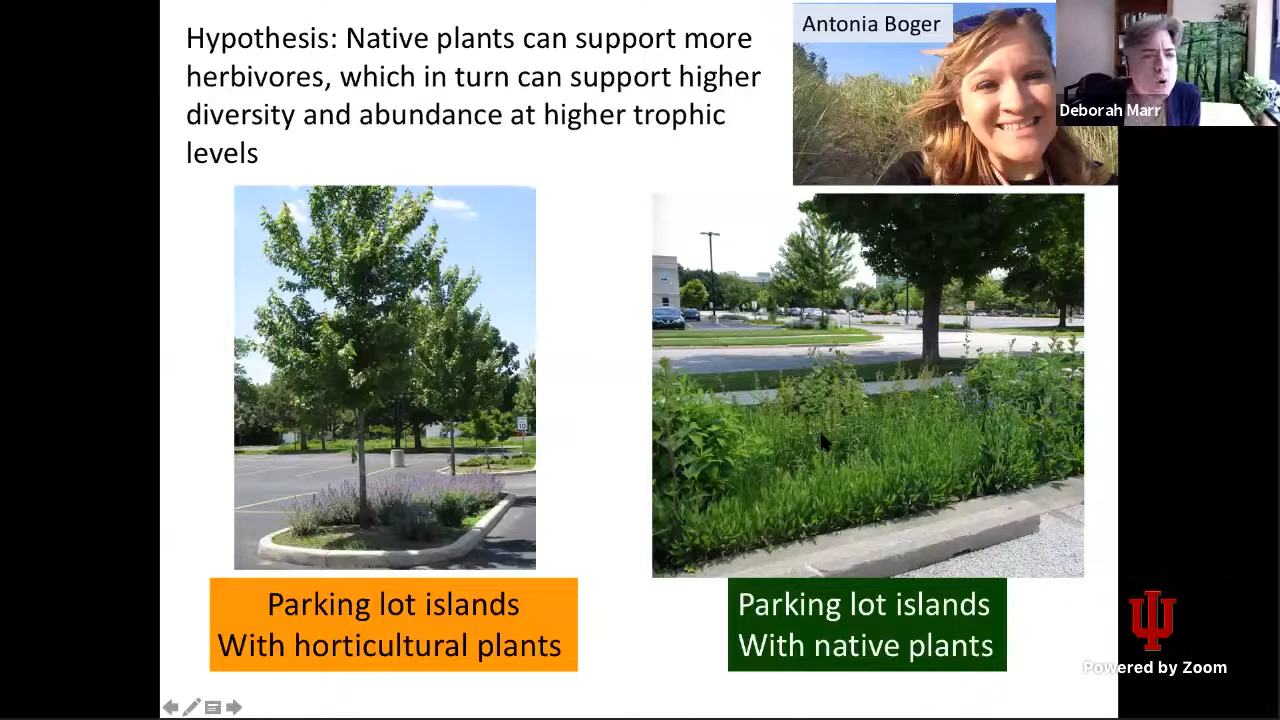 Hypothesis: Native plants can support more
herbivores, which in turn can support higher
diversity and abundance at higher trophic
levels
Antonia Boger
Deborah Marr
10
Parking lot islands
With horticultural plants
Parking lot islands
With native plants
Powered by Zoom